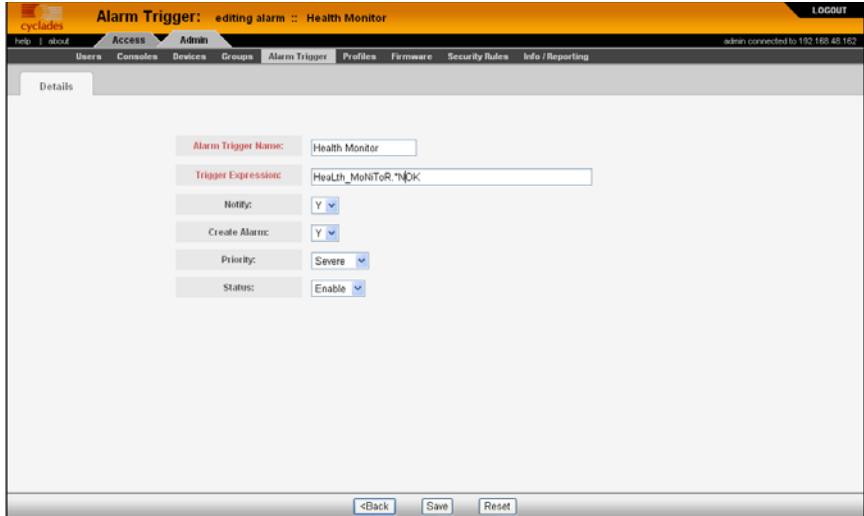 Alarm Trigger: editing alarm :: Health Monitor
LOGOUT
cyclades
help | about
Access
Admin
admin connected to 192.168.48.162
Users Consoles Devices Groups Alarm Trigger Profiles Firmware Security Rules Info / Reporting
Details
Alarm Trigger Name: Health Monitor
Trigger Expression: HeaLth_MoNiToR.*NOK
Notify: Y
Create Alarm: Y
Priority: Severe
Status: Enable
<Back Save Reset